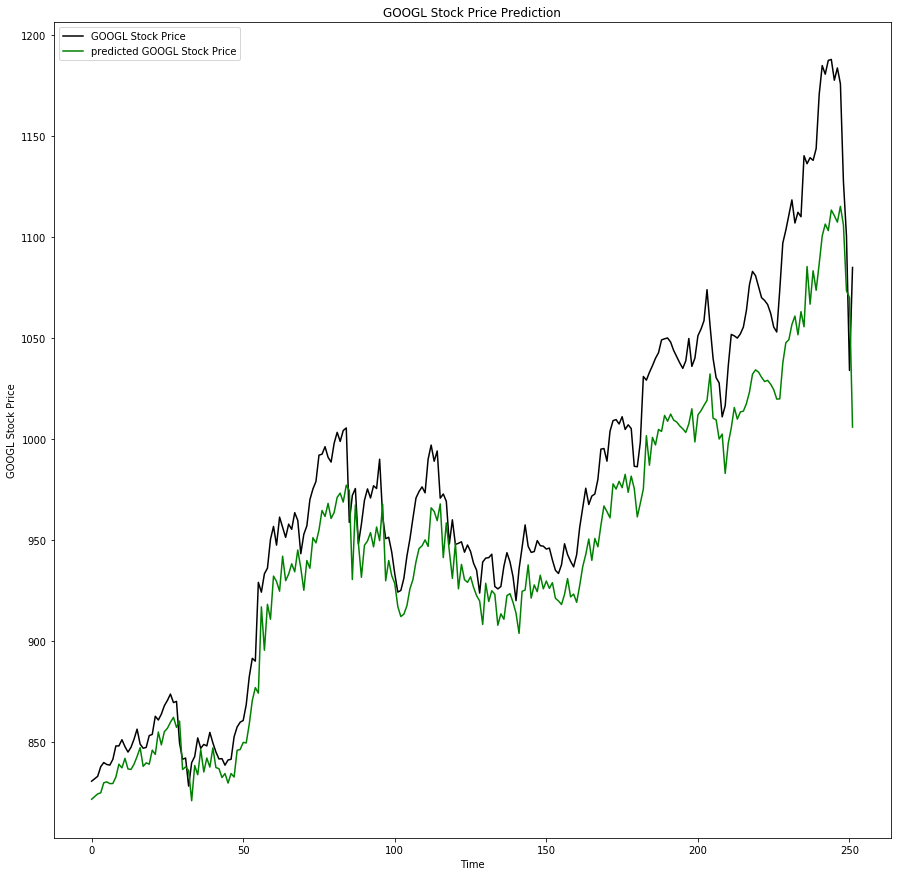 GOOGL Stock Price Prediction
GOOGL Stock Price
predicted GOOGL Stock Price
1200
1150
1100
1050
1000
950
900
850
GOOGL Stock Price
0 50 100 150 200 250
Time